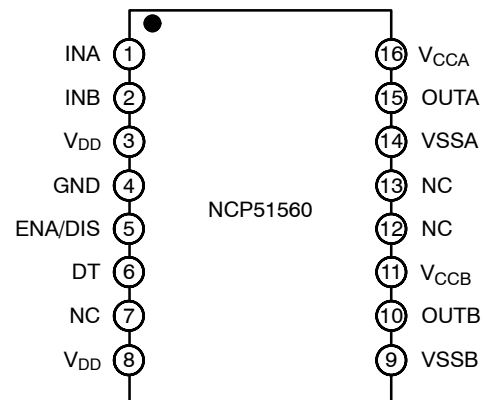 INA 1 16 VCCA
INB 2 15 OUTA
VDD 3 14 VSSA
GND 4 13 NC
NCP51560
ENA/DIS 5 12 NC
DT 6 11 VCCB
NC 7 10 OUTB
VDD 8 9 VSSB